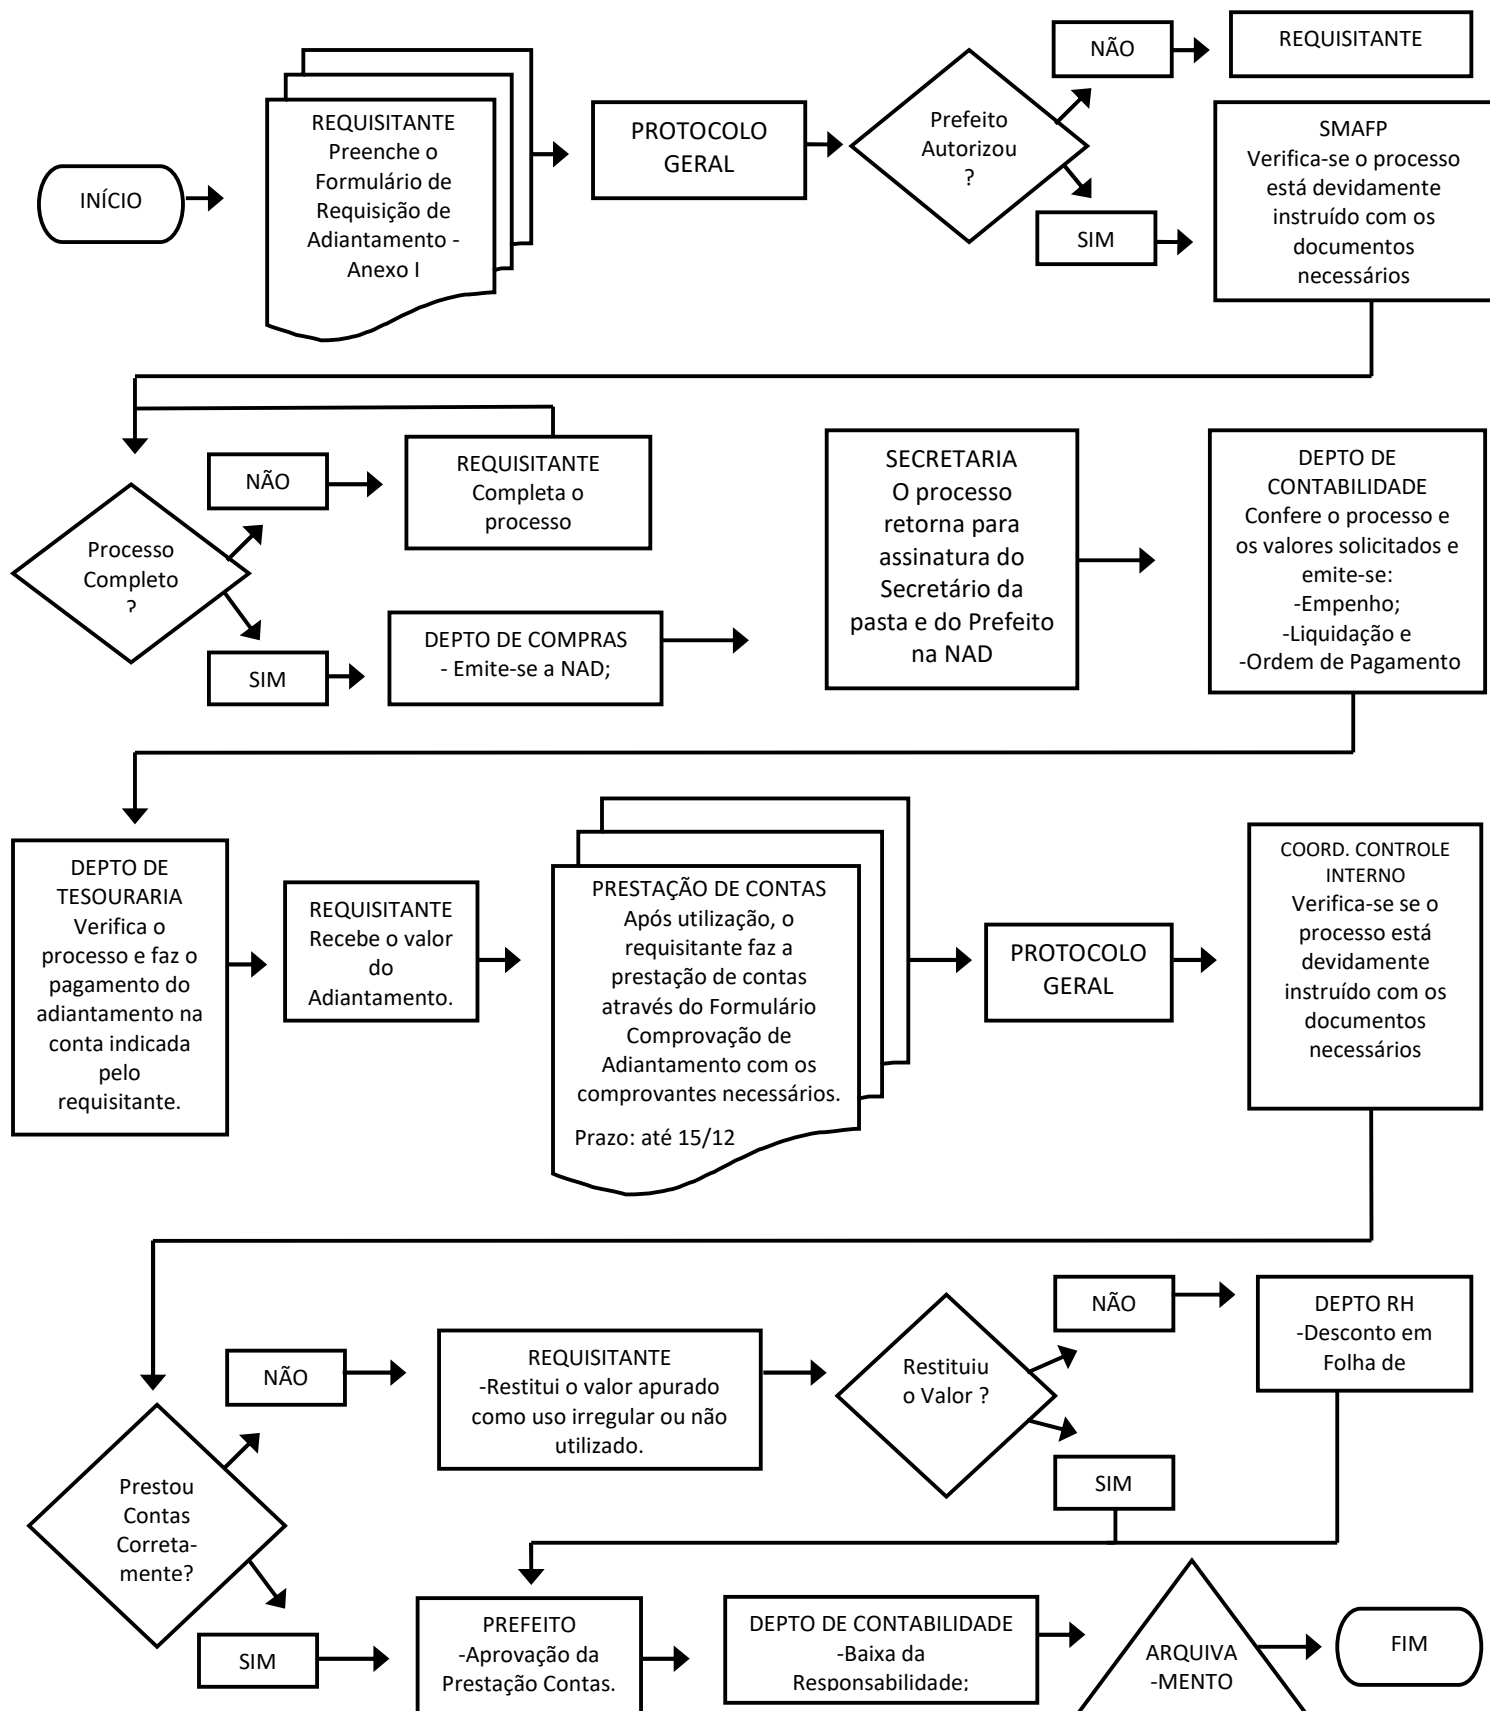 INÍCIO
REQUISITANTE
Preenche o
Formulário de
Requisição de
Adiantamento -
Anexo I
PROTOCOLO
GERAL
Prefeito
Autorizou
?
NÃO
REQUISITANTE
SIM
SMAFP
Verifica-se o processo
está devidamente
instruído com os
documentos
necessários
Processo
Completo
?
NÃO
REQUISITANTE
Completa o
processo
SIM
DEPTO DE COMPRAS
- Emite-se a NAD;
SECRETARIA
O processo
retorna para
assinatura do
Secretário da
pasta e do Prefeito
na NAD
DEPTO DE
CONTABILIDADE
Confere o processo e
os valores solicitados e
emite-se:
-Empenho;
-Liquidação e
-Ordem de Pagamento
DEPTO DE
TESOURARIA
Verifica o
processo e faz o
pagamento do
adiantamento na
conta indicada
pelo
requisitante.
REQUISITANTE
Recebe o valor
do
Adiantamento.
PRESTAÇÃO DE CONTAS
Após utilização, o
requisitante faz a
prestação de contas
através do Formulário
Comprovação de
Adiantamento com os
comprovantes necessários.
Prazo: até 15/12
PROTOCOLO
GERAL
COORD. CONTROLE
INTERNO
Verifica-se se o
processo está
devidamente
instruído com os
documentos
necessários
Prestou
Contas
Correta-
mente?
NÃO
REQUISITANTE
-Restitui o valor apurado
como uso irregular ou não
utilizado.
Restituiu
o Valor ?
NÃO
DEPTO RH
-Desconto em
Folha de
SIM
SIM
PREFEITO
-Aprovação da
Prestação Contas.
DEPTO DE CONTABILIDADE
-Baixa da
Responsabilidade;
ARQUIVA
-MENTO
FIM